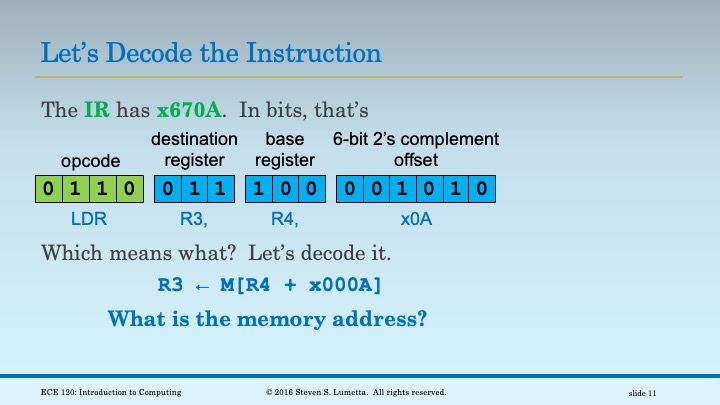 Let's Decode the Instruction
The IR has x670A. In bits, that's
opcode destination register base register 6-bit 2's complement offset
0 1 1 0 0 1 1 1 0 0 0 0 1 0 1 0
LDR R3, R4, x0A
Which means what? Let's decode it.
R3 ← M[R4 + x000A]
What is the memory address?
ECE 120: Introduction to Computing © 2016 Steven S. Lumetta. All rights reserved. slide 11